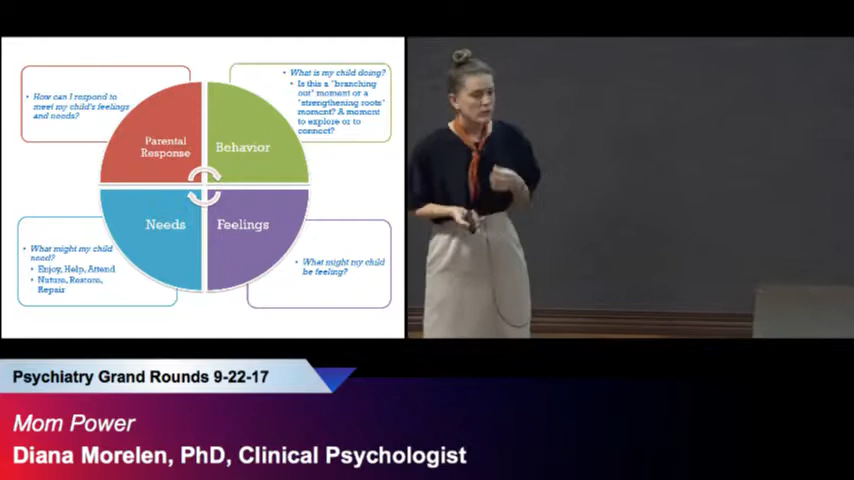 • How can I respond to
meet my child's feelings
and needs?
• What is my child doing?
• Is this a "branching
out" moment or a
"strengthening roots"
moment? A moment
to explore or to
connect?
Parental
Response
Behavior
Needs
Feelings
• What might my child
need?
• Enjoy, Help, Attend
• Nuture, Restore,
Repair
• What might my child
be feeling?
Psychiatry Grand Rounds 9-22-17
Mom Power
Diana Morelen, PhD, Clinical Psychologist